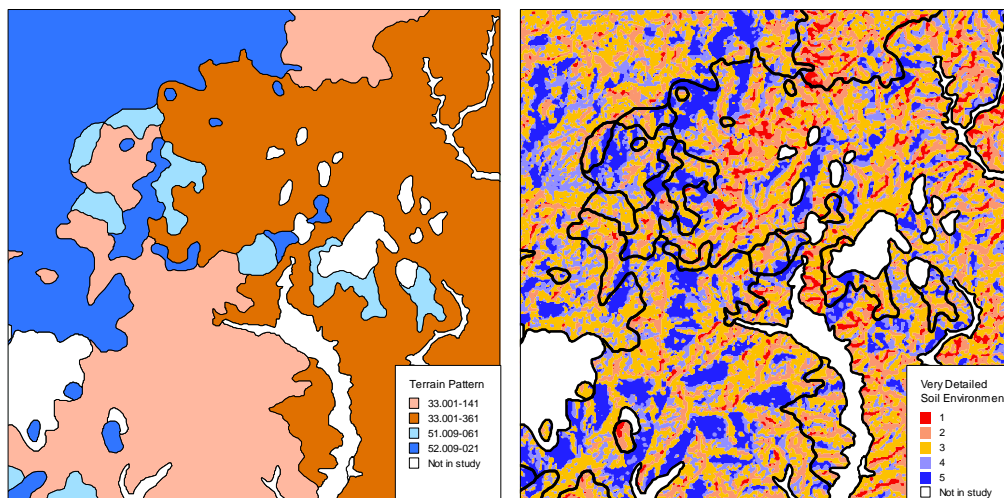 Terrain Pattern
33.001-141
33.001-361
51.009-061
52.009-021
Not in study
Very Detailed
Soil Environment
1
2
3
4
5
Not in study